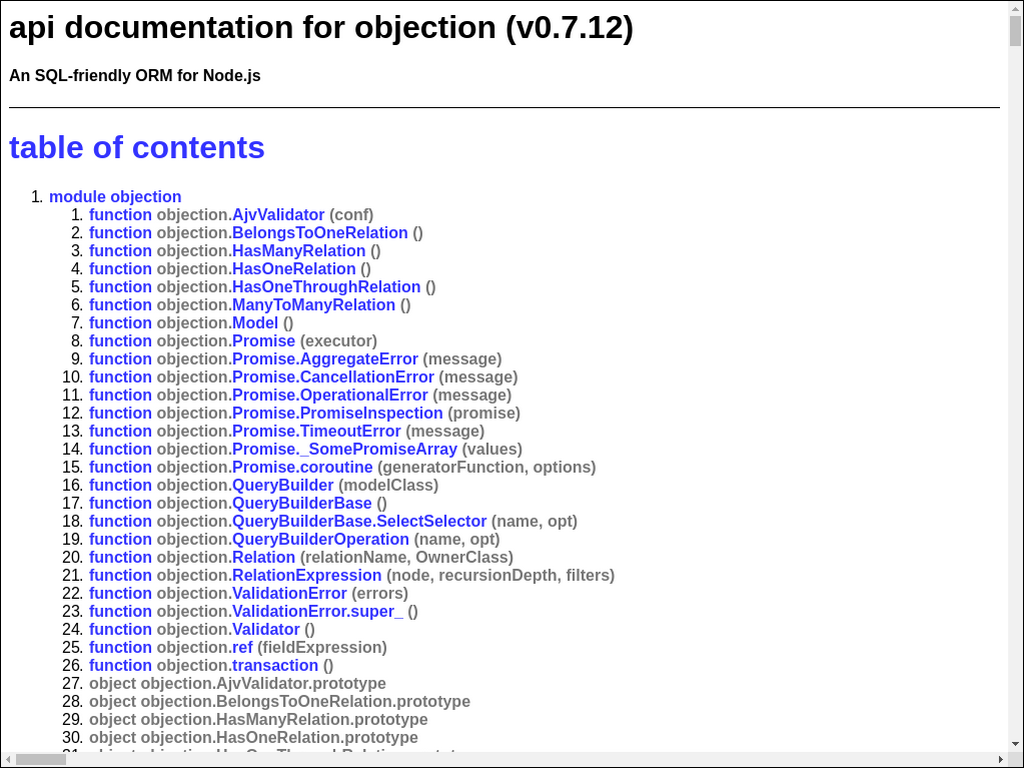 api documentation for objection (v0.7.12)
An SQL-friendly ORM for Node.js
table of contents
1. module objection
1. function objection.AjvValidator (conf)
2. function objection.BelongsToOneRelation ()
3. function objection.HasManyRelation ()
4. function objection.HasOneRelation ()
5. function objection.HasOneThroughRelation ()
6. function objection.ManyToManyRelation ()
7. function objection.Model ()
8. function objection.Promise (executor)
9. function objection.Promise.AggregateError (message)
10. function objection.Promise.CancellationError (message)
11. function objection.Promise.OperationalError (message)
12. function objection.Promise.PromiseInspection (promise)
13. function objection.Promise.TimeoutError (message)
14. function objection.Promise._SomePromiseArray (values)
15. function objection.Promise.coroutine (generatorFunction, options)
16. function objection.QueryBuilder (modelClass)
17. function objection.QueryBuilderBase ()
18. function objection.QueryBuilderBase.SelectSelector (name, opt)
19. function objection.QueryBuilderOperation (name, opt)
20. function objection.Relation (relationName, OwnerClass)
21. function objection.RelationExpression (node, recursionDepth, filters)
22. function objection.ValidationError (errors)
23. function objection.ValidationError.super_ ()
24. function objection.Validator ()
25. function objection.ref (fieldExpression)
26. function objection.transaction ()
27. object objection.AjvValidator.prototype
28. object objection.BelongsToOneRelation.prototype
29. object objection.HasManyRelation.prototype
30. object objection.HasOneRelation.prototype